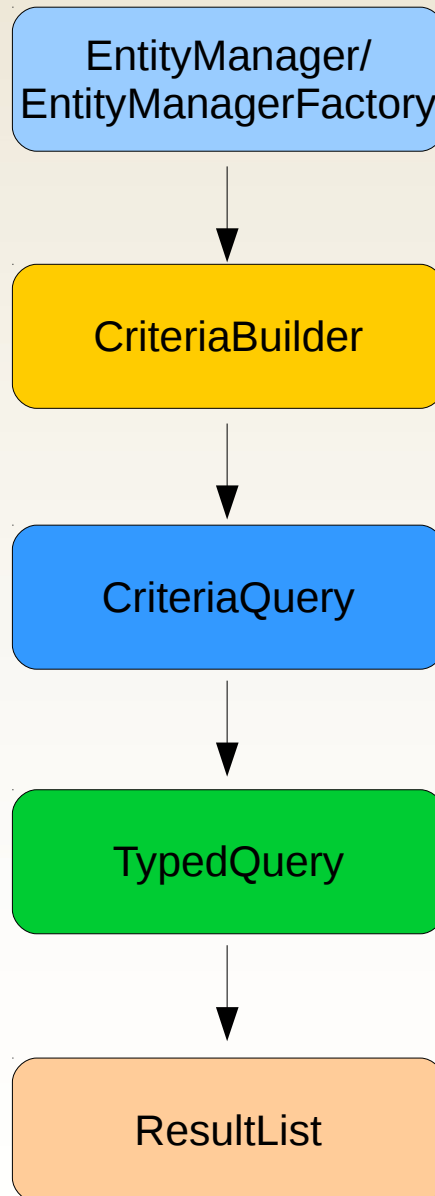 EntityManager/
EntityManagerFactory
CriteriaBuilder
CriteriaQuery
TypedQuery
ResultList